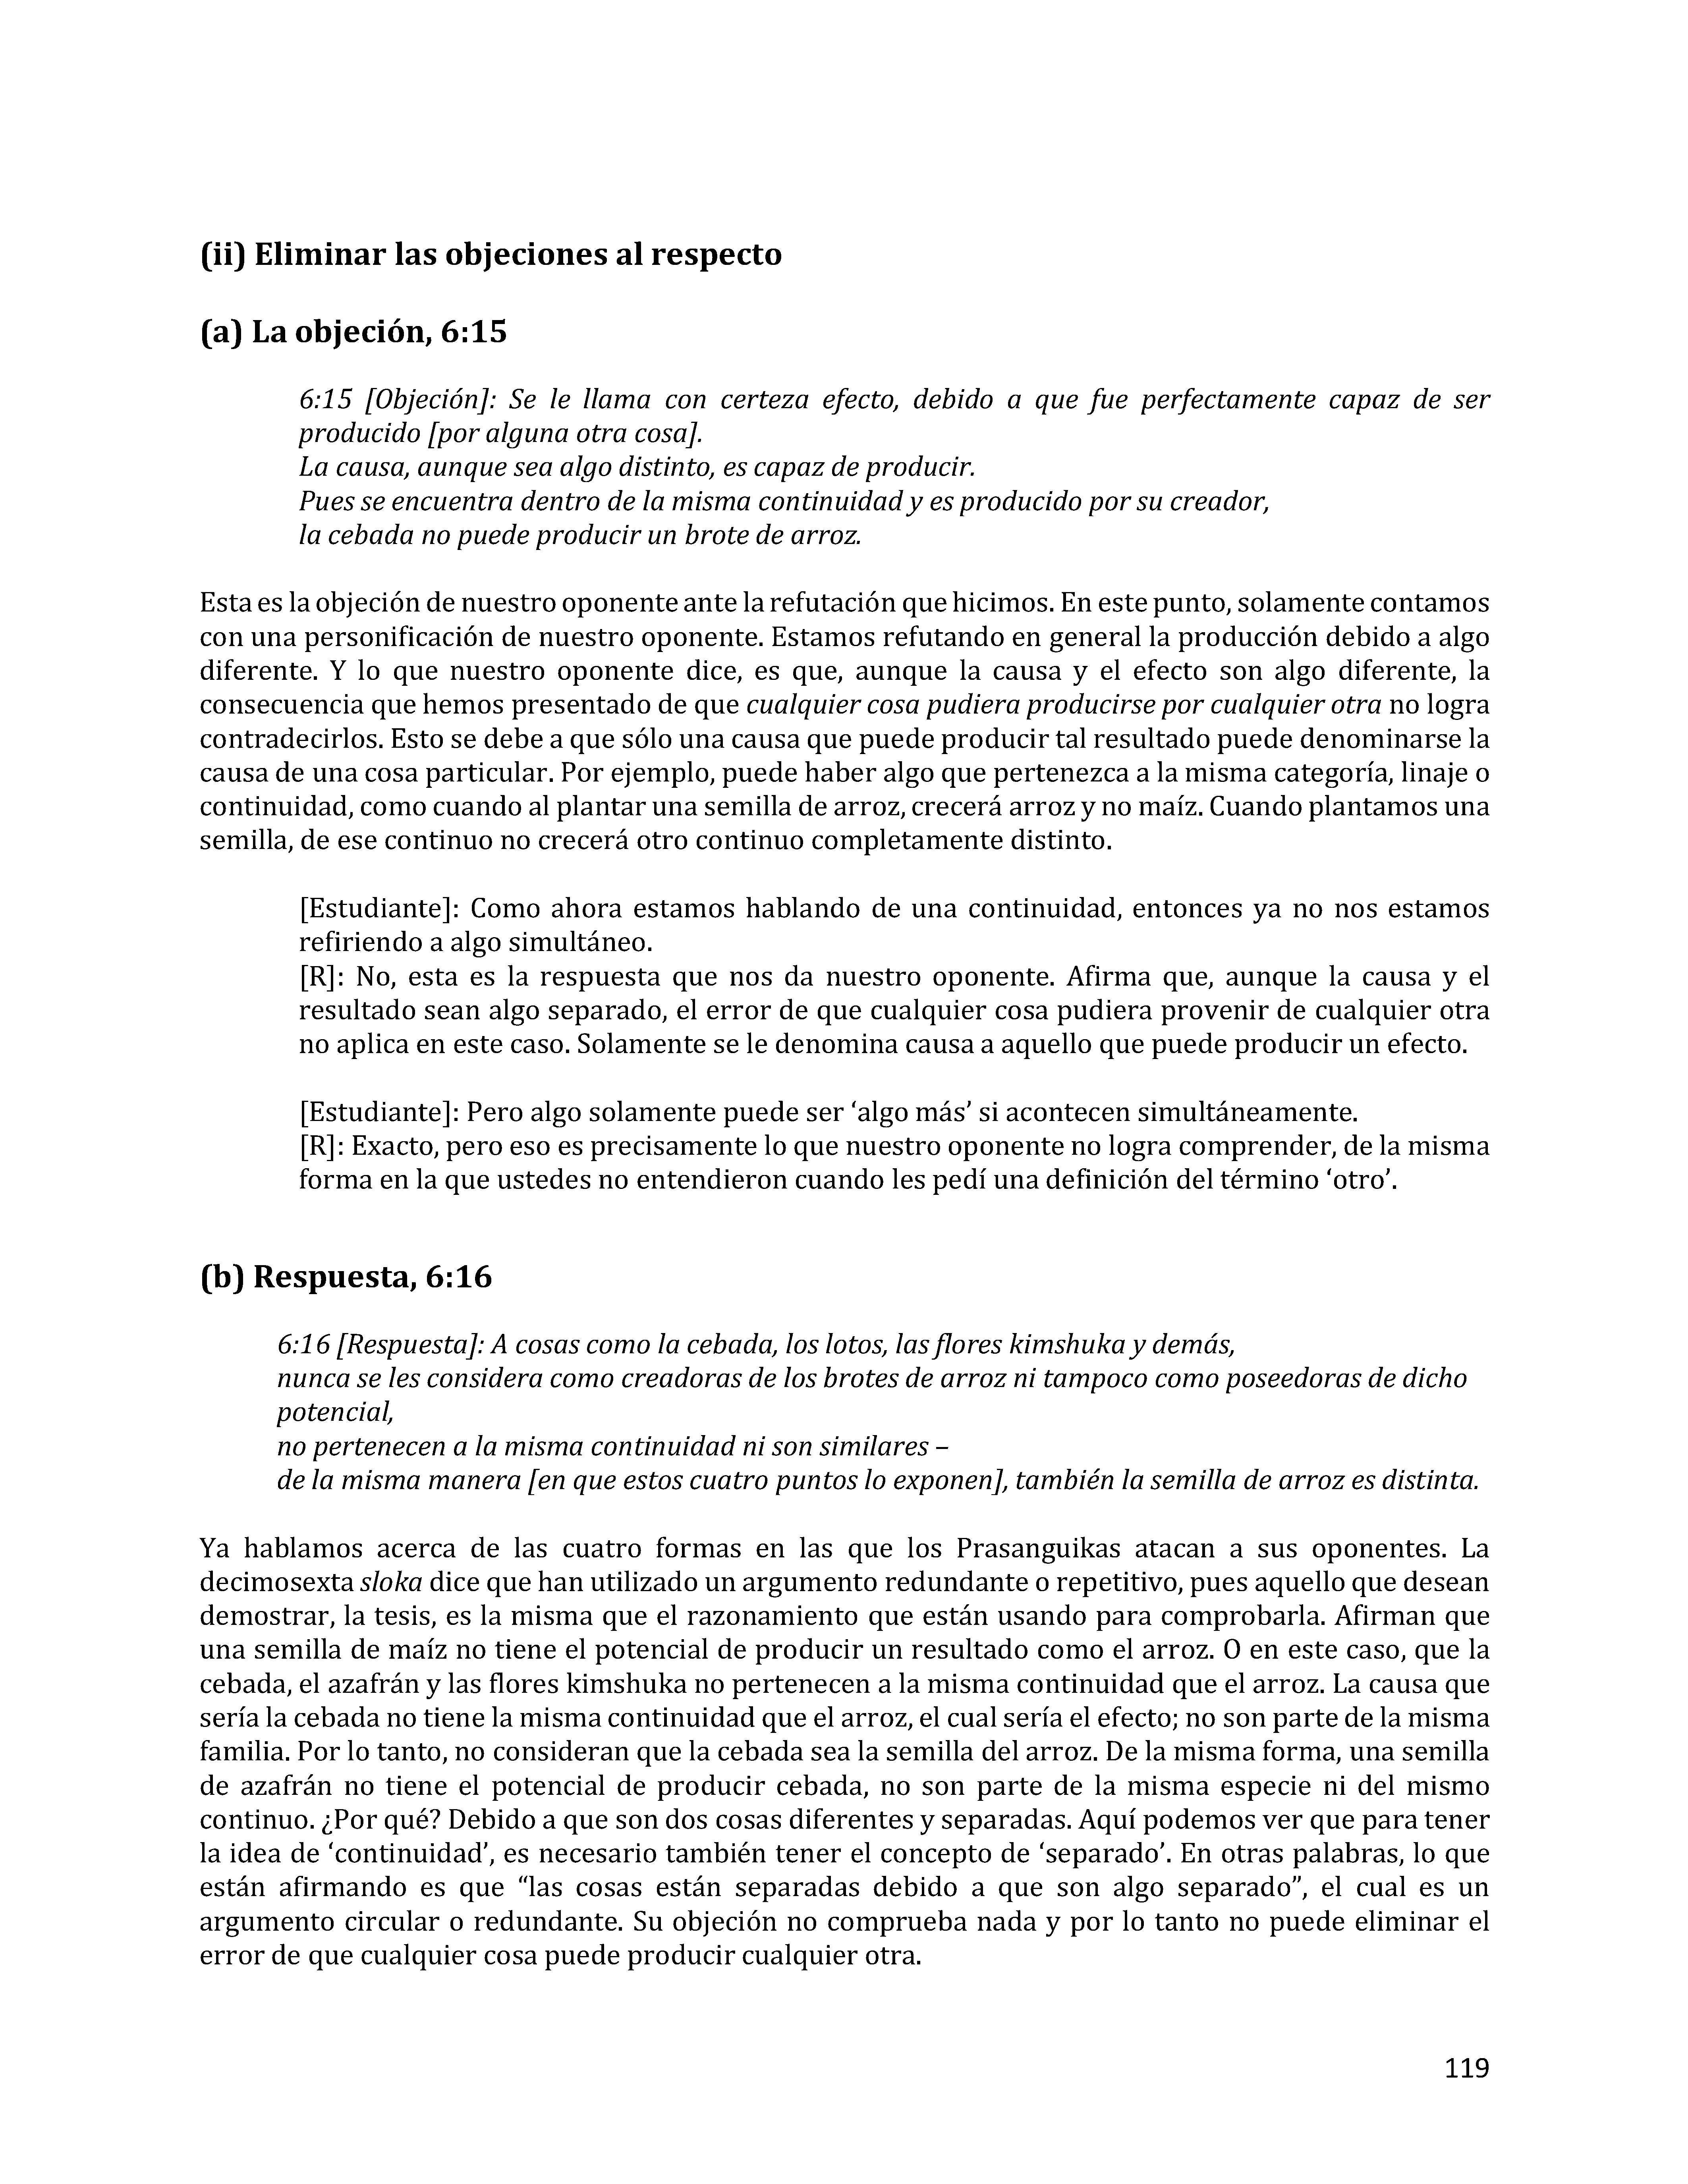 (ii) Eliminar las objeciones al respecto
(a) La objeción, 6:15
6:15 [Objeción]: Se le llama con certeza efecto, debido a que fue perfectamente capaz de ser
producido [por alguna otra cosa].
La causa, aunque sea algo distinto, es capaz de producir.
Pues se encuentra dentro de la misma continuidad y es producido por su creador,
la cebada no puede producir un brote de arroz.
Esta es la objeción de nuestro oponente ante la refutación que hicimos. En este punto, solamente contamos
con una personificación de nuestro oponente. Estamos refutando en general la producción debido a algo
diferente. Y lo que nuestro oponente dice, es que, aunque la causa y el efecto son algo diferente, la
consecuencia que hemos presentado de que cualquier cosa pudiera producirse por cualquier otra no logra
contradecirlos. Esto se debe a que sólo una causa que puede producir tal resultado puede denominarse la
causa de una cosa particular. Por ejemplo, puede haber algo que pertenezca a la misma categoría, linaje o
continuidad, como cuando al plantar una semilla de arroz, crecerá arroz y no maíz. Cuando plantamos una
semilla, de ese continuo no crecerá otro continuo completamente distinto.
[Estudiante]: Como ahora estamos hablando de una continuidad, entonces ya no nos estamos
refiriendo a algo simultáneo.
[R]: No, esta es la respuesta que nos da nuestro oponente. Afirma que, aunque la causa y el
resultado sean algo separado, el error de que cualquier cosa pudiera provenir de cualquier otra
no aplica en este caso. Solamente se le denomina causa a aquello que puede producir un efecto.
[Estudiante]: Pero algo solamente puede ser ‘algo más’ si acontecen simultáneamente.
[R]: Exacto, pero eso es precisamente lo que nuestro oponente no logra comprender, de la misma
forma en la que ustedes no entendieron cuando les pedí una definición del término ‘otro’.
(b) Respuesta, 6:16
6:16 [Respuesta]: A cosas como la cebada, los lotos, las flores kimshuka y demás,
nunca se les considera como creadoras de los brotes de arroz ni tampoco como poseedoras de dicho
potencial,
no pertenecen a la misma continuidad ni son similares –
de la misma manera [en que estos cuatro puntos lo exponen], también la semilla de arroz es distinta.
Ya hablamos acerca de las cuatro formas en las que los Prasanguikas atacan a sus oponentes. La
decimosexta sloka dice que han utilizado un argumento redundante o repetitivo, pues aquello que desean
demostrar, la tesis, es la misma que el razonamiento que están usando para comprobarla. Afirman que
una semilla de maíz no tiene el potencial de producir un resultado como el arroz. O en este caso, que la
cebada, el azafrán y las flores kimshuka no pertenecen a la misma continuidad que el arroz. La causa que
sería la cebada no tiene la misma continuidad que el arroz, el cual sería el efecto; no son parte de la misma
familia. Por lo tanto, no consideran que la cebada sea la semilla del arroz. De la misma forma, una semilla
de azafrán no tiene el potencial de producir cebada, no son parte de la misma especie ni del mismo
continuo. ¿Por qué? Debido a que son dos cosas diferentes y separadas. Aquí podemos ver que para tener
la idea de ‘continuidad’, es necesario también tener el concepto de ‘separado’. En otras palabras, lo que
están afirmando es que “las cosas están separadas debido a que son algo separado”, el cual es un
argumento circular o redundante. Su objeción no comprueba nada y por lo tanto no puede eliminar el
error de que cualquier cosa puede producir cualquier otra.
119